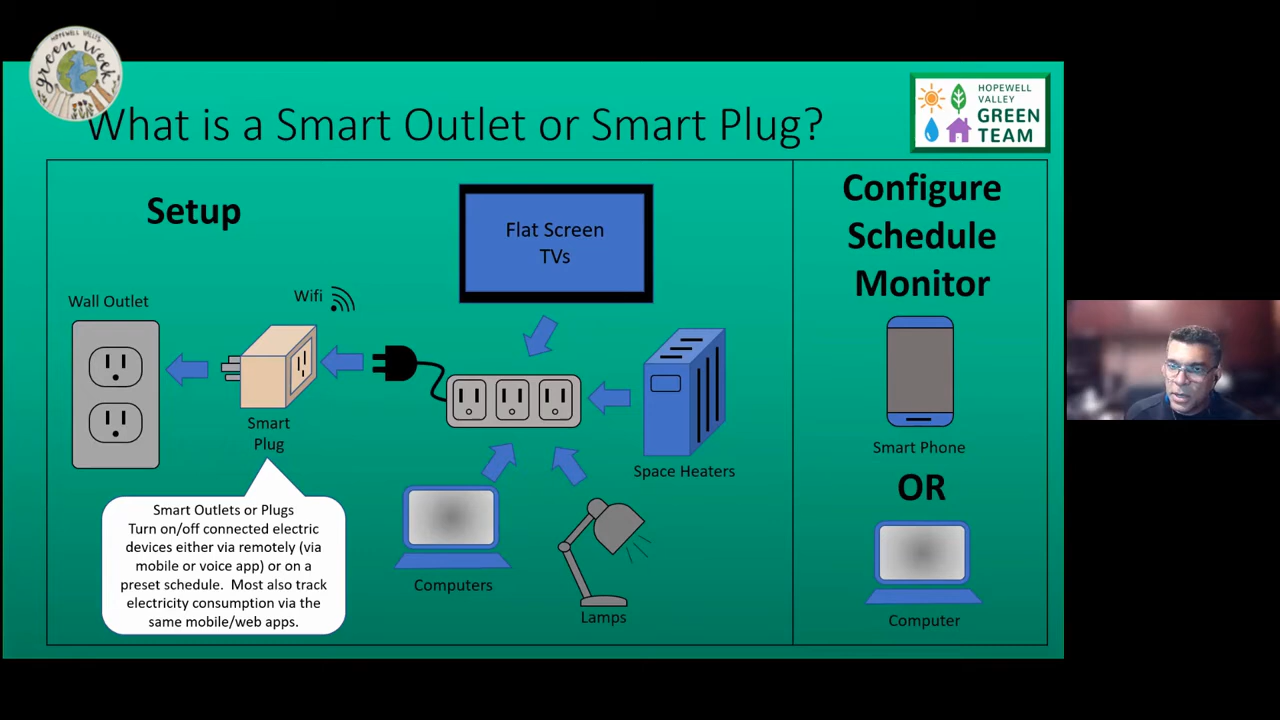 HOPEWELL VALLEY
green week
What is a Smart Outlet or Smart Plug?
HOPEWELL
VALLEY
GREEN
TEAM
Setup
Flat Screen
TVs
Wall Outlet
Wifi
Smart
Plug
Space Heaters
Smart Outlets or Plugs
Turn on/off connected electric
devices either via remotely (via
mobile or voice app) or on a
preset schedule. Most also track
electricity consumption via the
same mobile/web apps.
Computers
Lamps
Configure
Schedule
Monitor
Smart Phone
OR
Computer